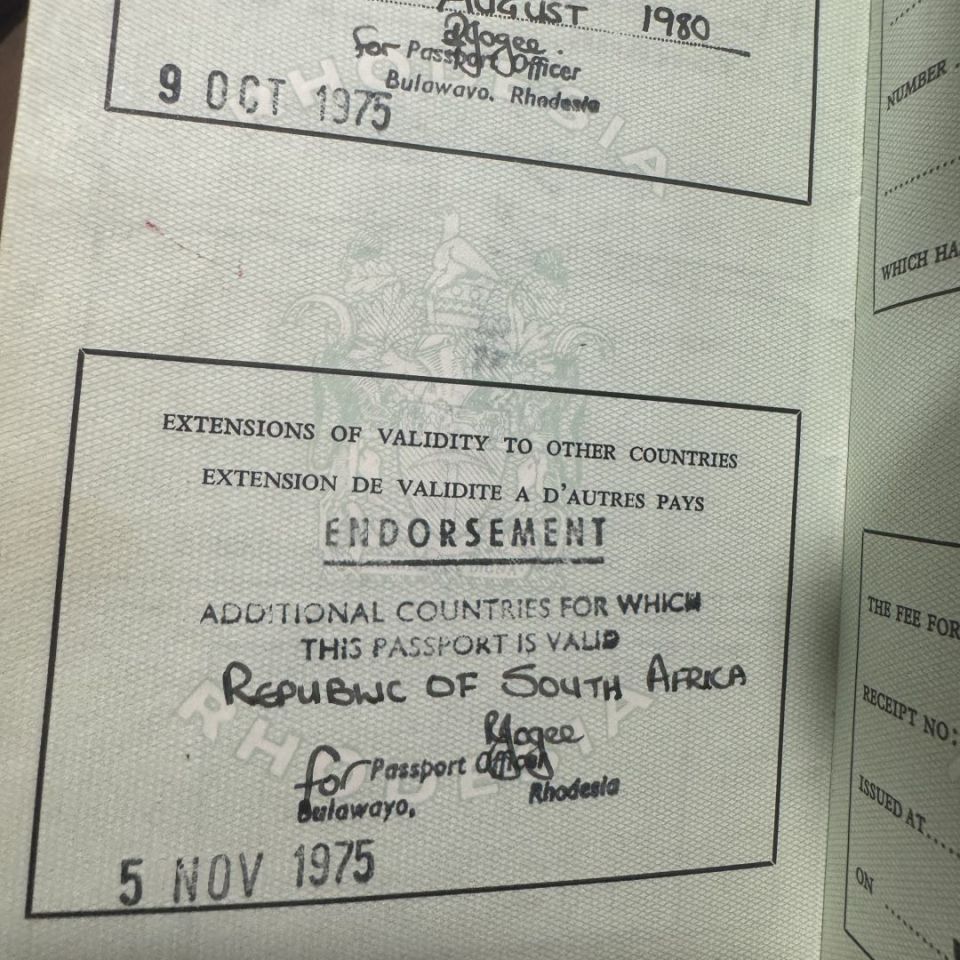 AUGUST 1980
for Passport Officer
Bulawayo, Rhodesia
9 OCT 1975
RHODESIA
EXTENSIONS OF VALIDITY TO OTHER COUNTRIES
EXTENSION DE VALIDITE A D'AUTRES PAYS
ENDORSEMENT
ADDITIONAL COUNTRIES FOR WHICH
THIS PASSPORT IS VALID
REPUBLIC OF SOUTH AFRICA
for Passport Officer
Bulawayo, Rhodesia
RHODESIA
5 NOV 1975
NUMBER
WHICH HA
THE FEE FOR
RECEIPT NO:
ISSUED AT
ON